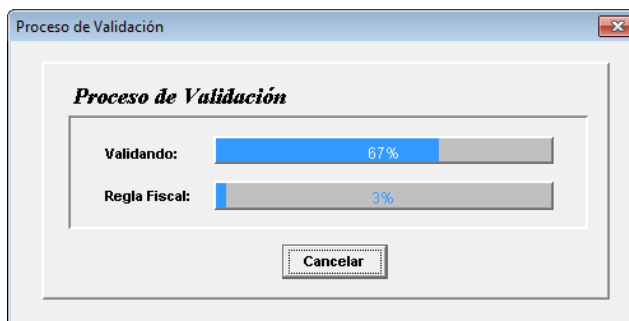 Proceso de Validación
Proceso de Validación
Validando: 67%
Regla Fiscal: 3%
Cancelar